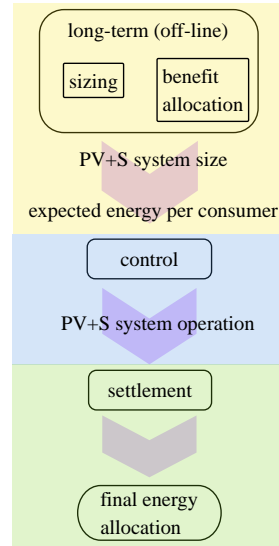 long-term (off-line)
sizing
benefit
allocation
PV+S system size
expected energy per consumer
control
PV+S system operation
settlement
final energy
allocation